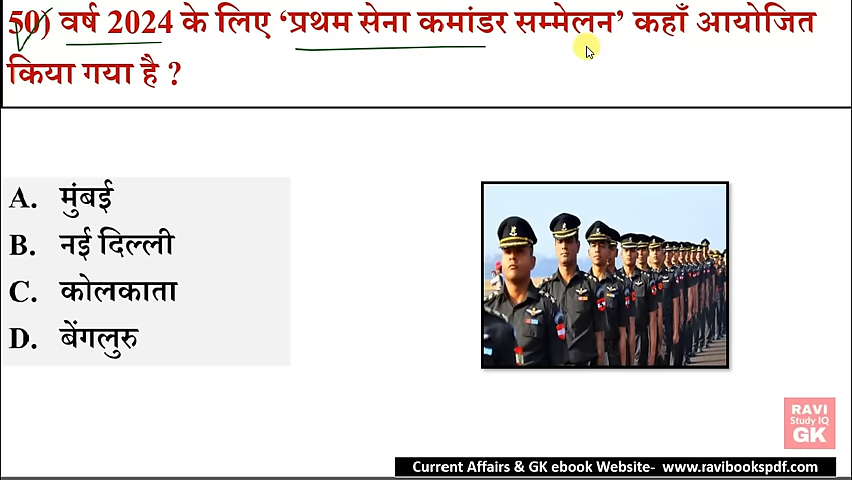 50) वर्ष 2024 के लिए ‘प्रथम सेना कमांडर सम्मेलन’ कहाँ आयोजित
किया गया है ?
A. मुंबई
B. नई दिल्ली
C. कोलकाता
D. बेंगलुरु
RAVI
Study IQ
GK
Current Affairs & GK ebook Website- www.ravibookspdf.com